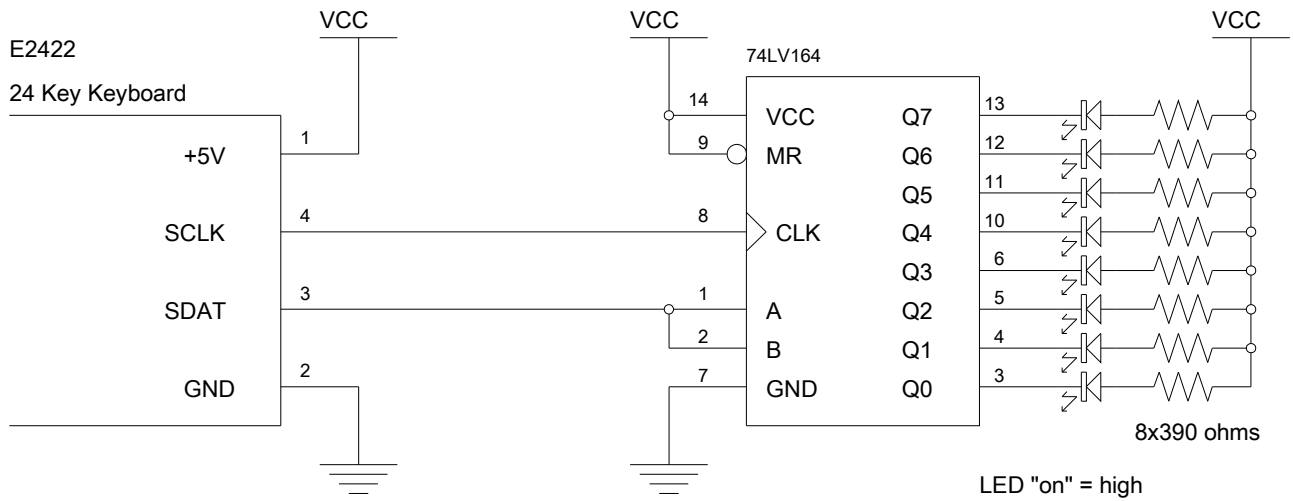 VCC
VCC
VCC
E2422
24 Key Keyboard
74LV164
+5V
1
SCLK
4
SDAT
3
GND
2
14
VCC
9
MR
8
CLK
1
A
2
B
7
GND
Q7
13
Q6
12
Q5
11
Q4
10
Q3
6
Q2
5
Q1
4
Q0
3
8x390 ohms
LED "on" = high